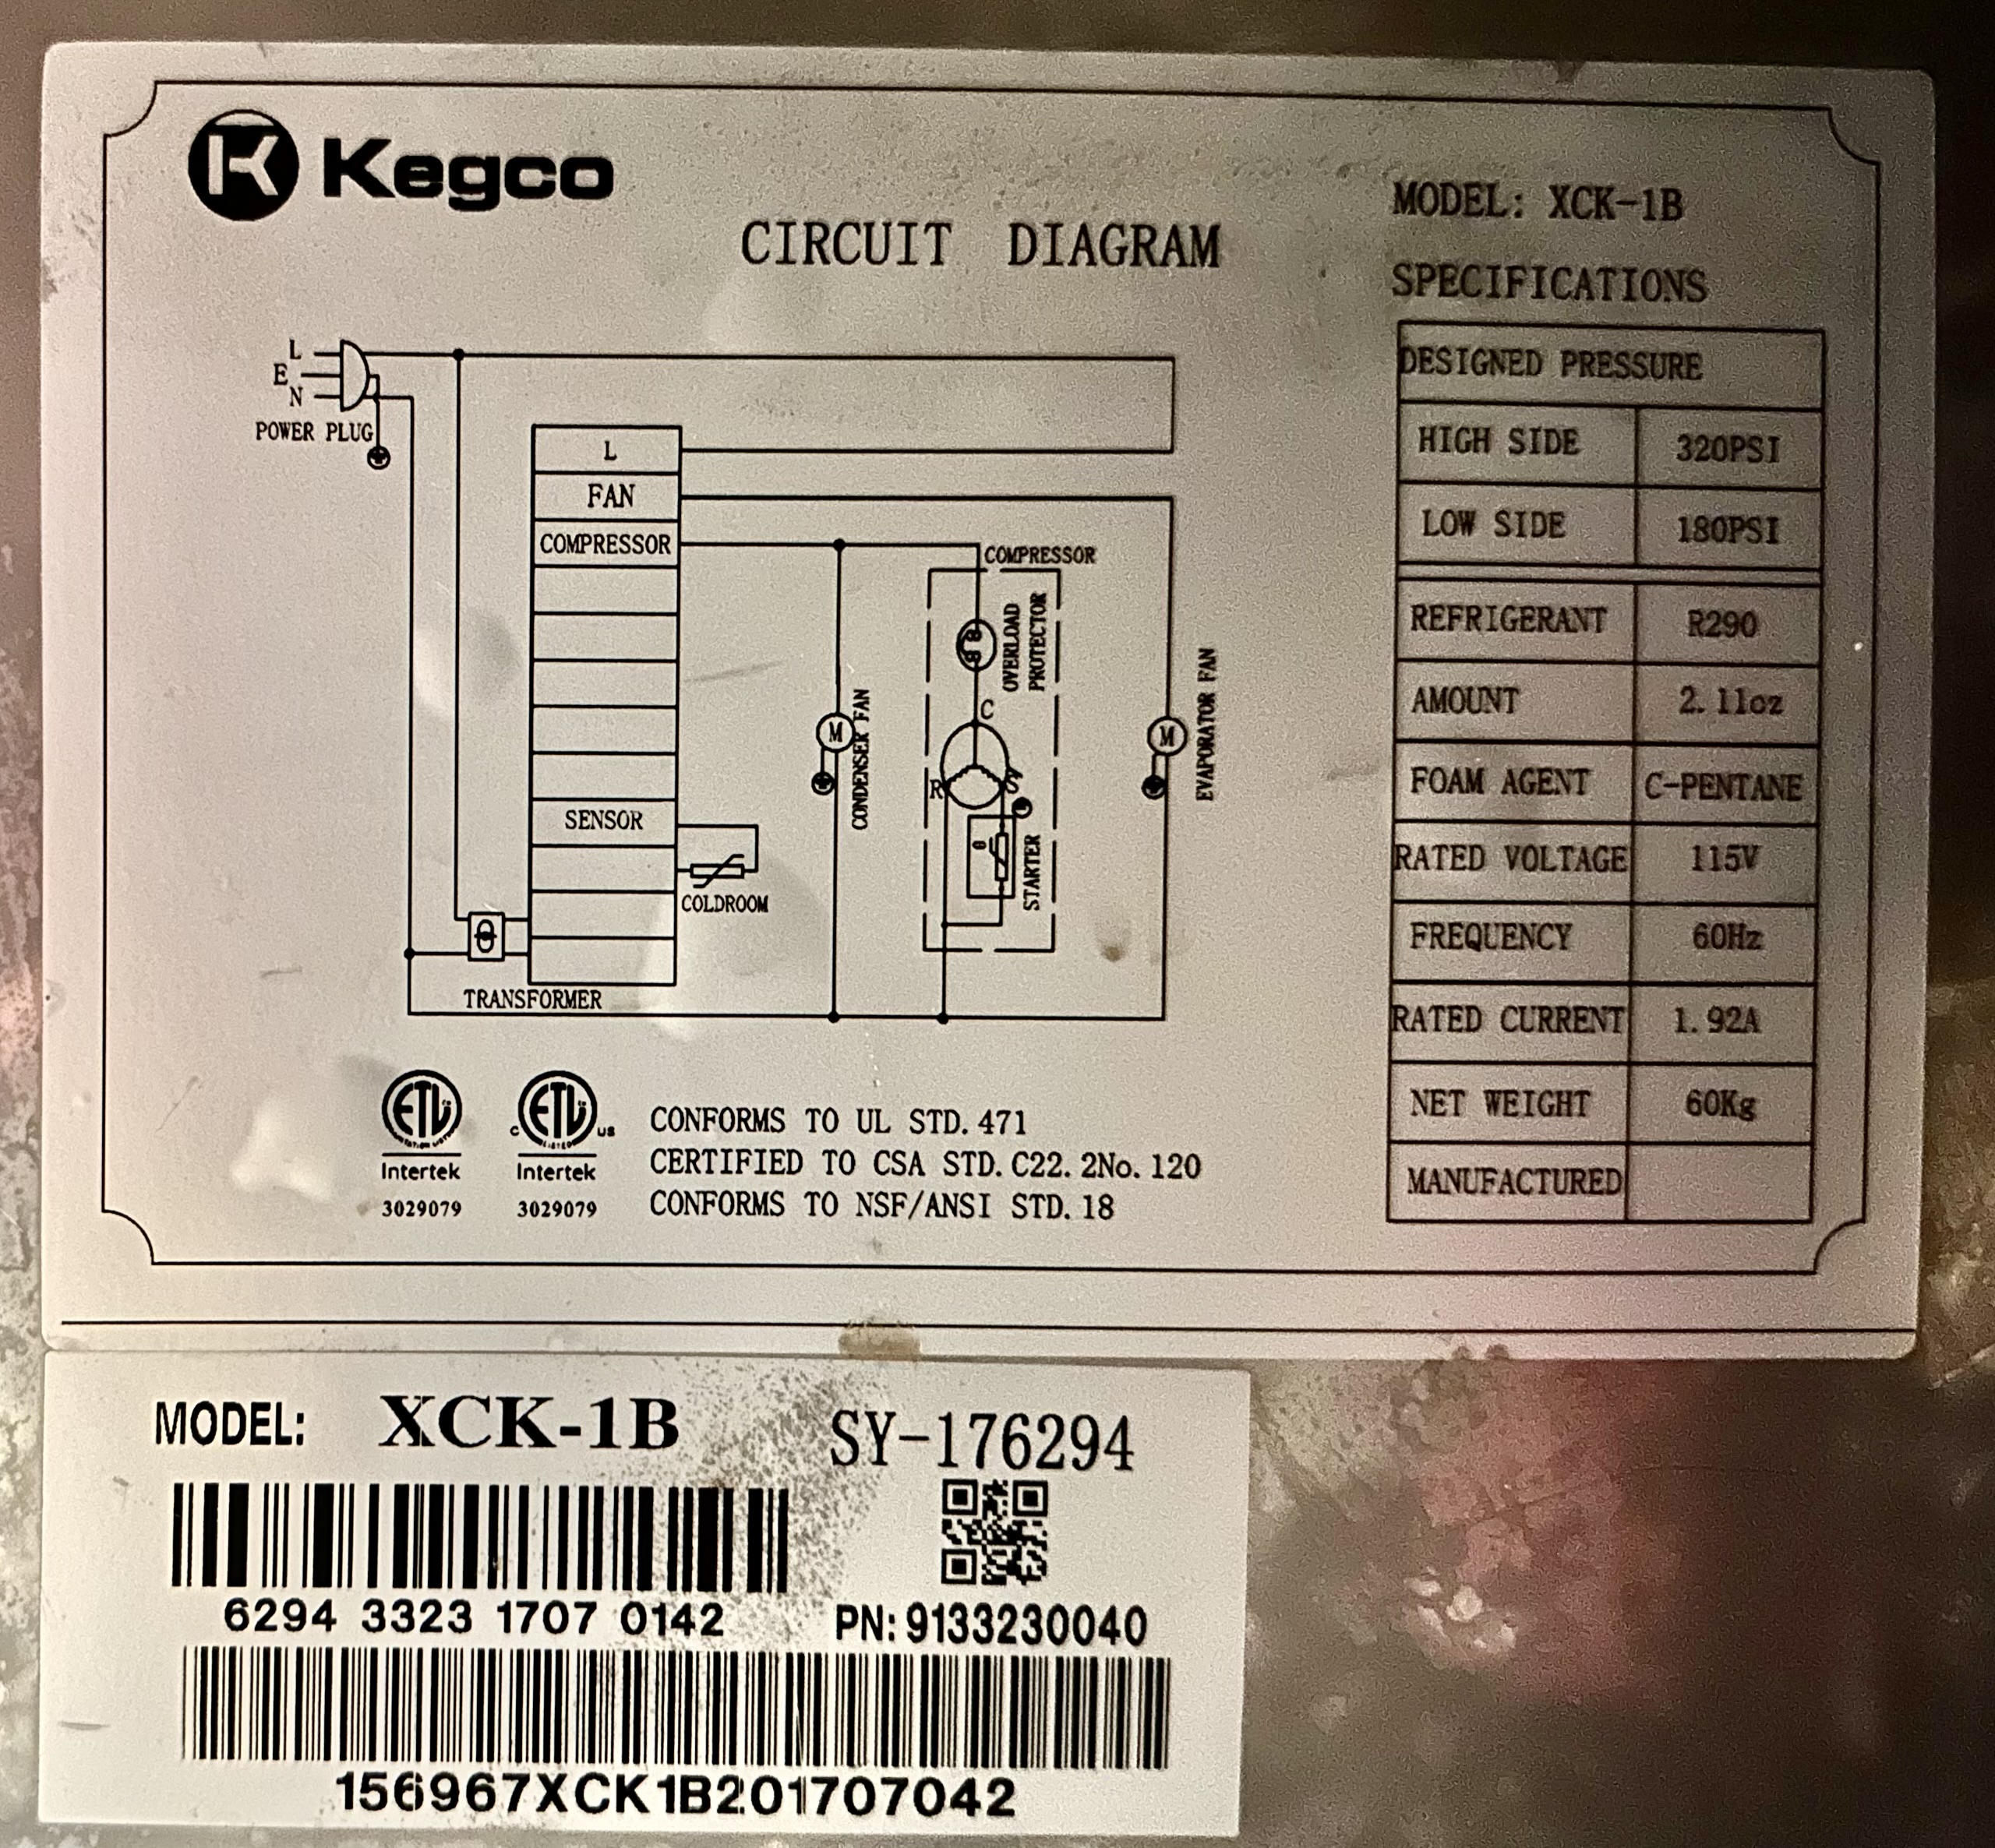 Kegco
CIRCUIT DIAGRAM
L
E
N
POWER PLUG
L
FAN
COMPRESSOR
SENSOR
COLDROOM
TRANSFORMER
M
CONDENSER FAN
COMPRESSOR
OVERLOAD
PROTECTOR
C
R
S
STARTER
M
EVAPORATOR FAN
MODEL: XCK-1B
SPECIFICATIONS
DESIGNED PRESSURE
HIGH SIDE 320PSI
LOW SIDE 180PSI
REFRIGERANT R290
AMOUNT 2.11oz
FOAM AGENT C-PENTANE
RATED VOLTAGE 115V
FREQUENCY 60Hz
RATED CURRENT 1.92A
NET WEIGHT 60Kg
MANUFACTURED
ETL
Intertek
3029079
C ETL US
Intertek
3029079
CONFORMS TO UL STD. 471
CERTIFIED TO CSA STD. C22. 2No. 120
CONFORMS TO NSF/ANSI STD. 18
MODEL: XCK-1B SY-176294
6294 3323 1707 0142 PN: 9133230040
156967XCK1B201707042